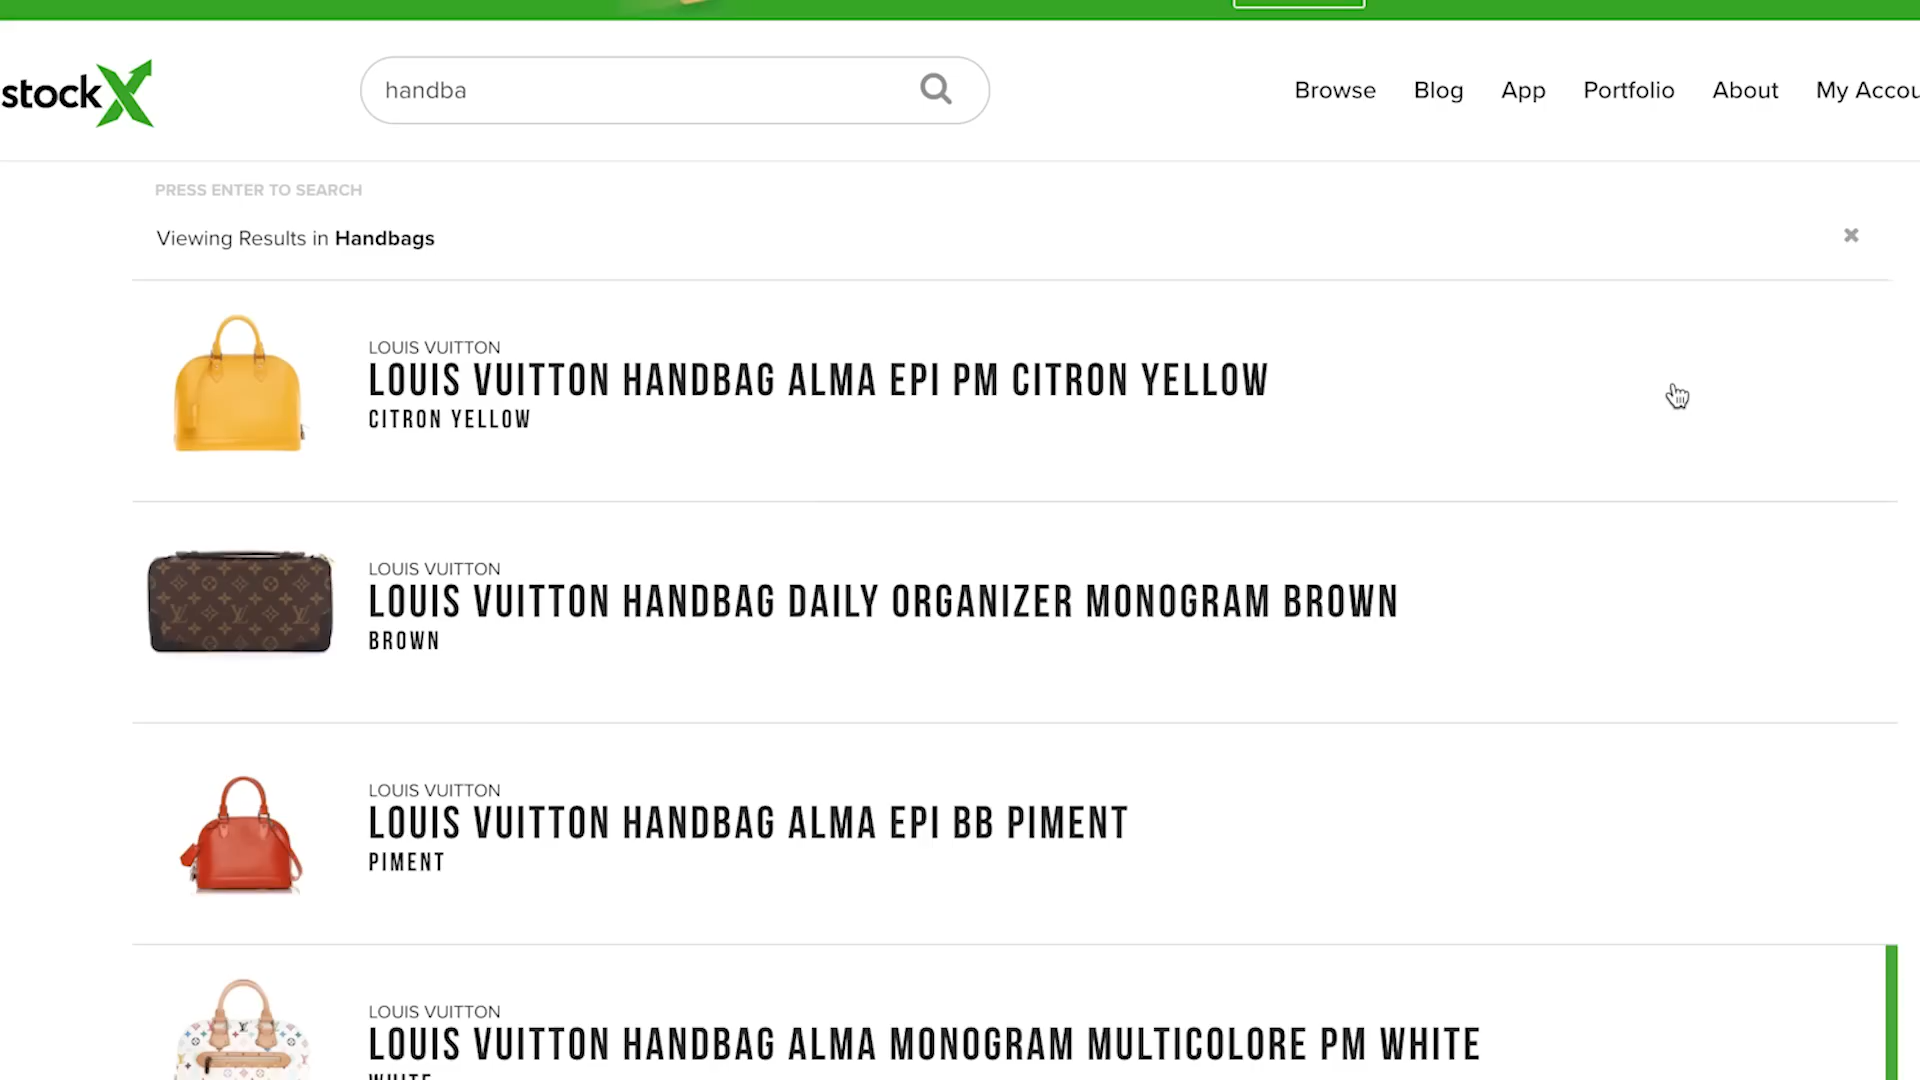 stockX
handba
Browse Blog App Portfolio About My Accou
PRESS ENTER TO SEARCH
Viewing Results in Handbags
LOUIS VUITTON
LOUIS VUITTON HANDBAG ALMA EPI PM CITRON YELLOW
CITRON YELLOW
LOUIS VUITTON
LOUIS VUITTON HANDBAG DAILY ORGANIZER MONOGRAM BROWN
BROWN
LOUIS VUITTON
LOUIS VUITTON HANDBAG ALMA EPI BB PIMENT
PIMENT
LOUIS VUITTON
LOUIS VUITTON HANDBAG ALMA MONOGRAM MULTICOLORE PM WHITE
WHITE